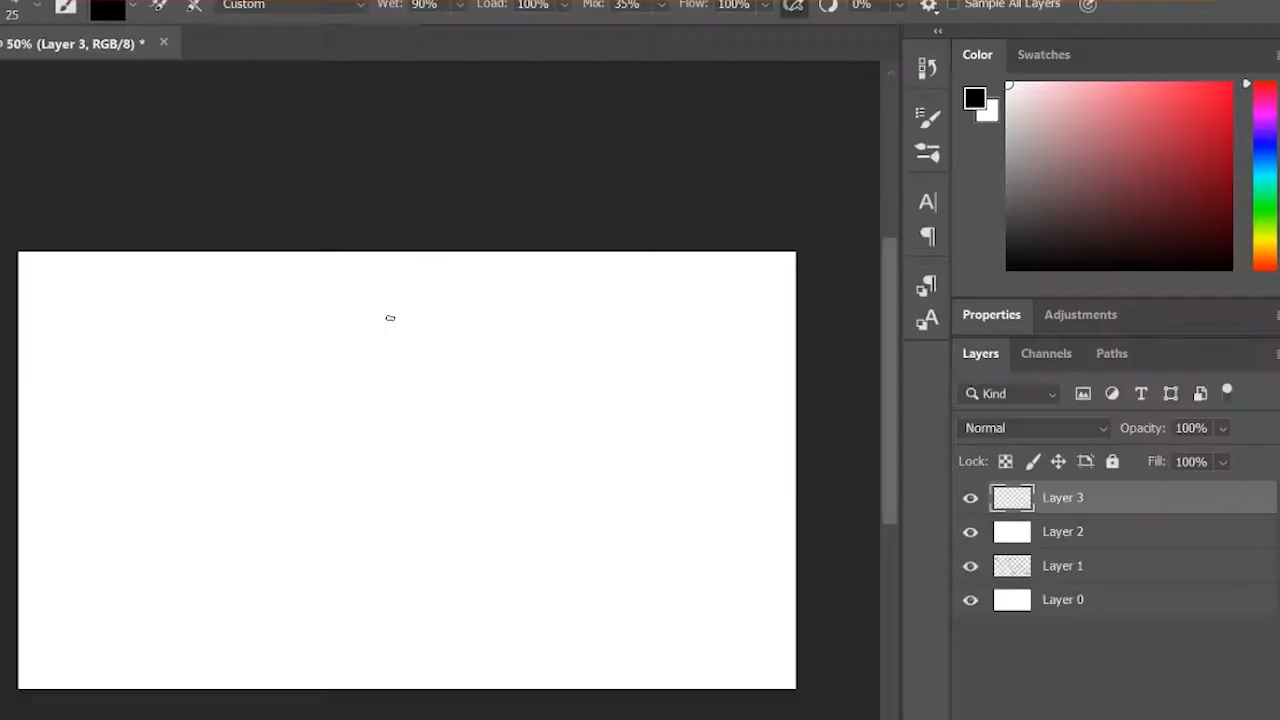 25 Custom Wet: 90% Load: 100% Mix: 35% Flow: 100% 0% Sample All Layers
50% (Layer 3, RGB/8) *
Color Swatches
Properties Adjustments
Layers Channels Paths
Kind
Normal Opacity: 100%
Lock: Fill: 100%
Layer 3
Layer 2
Layer 1
Layer 0